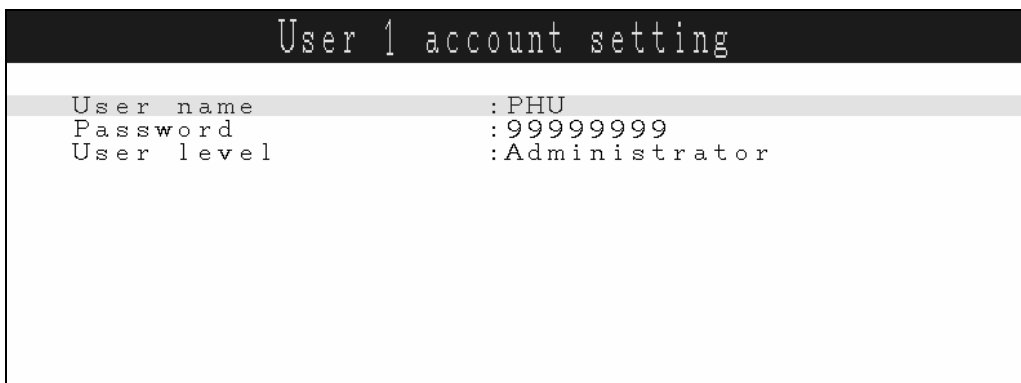 User 1 account setting
User name :PHU
Password :99999999
User level :Administrator